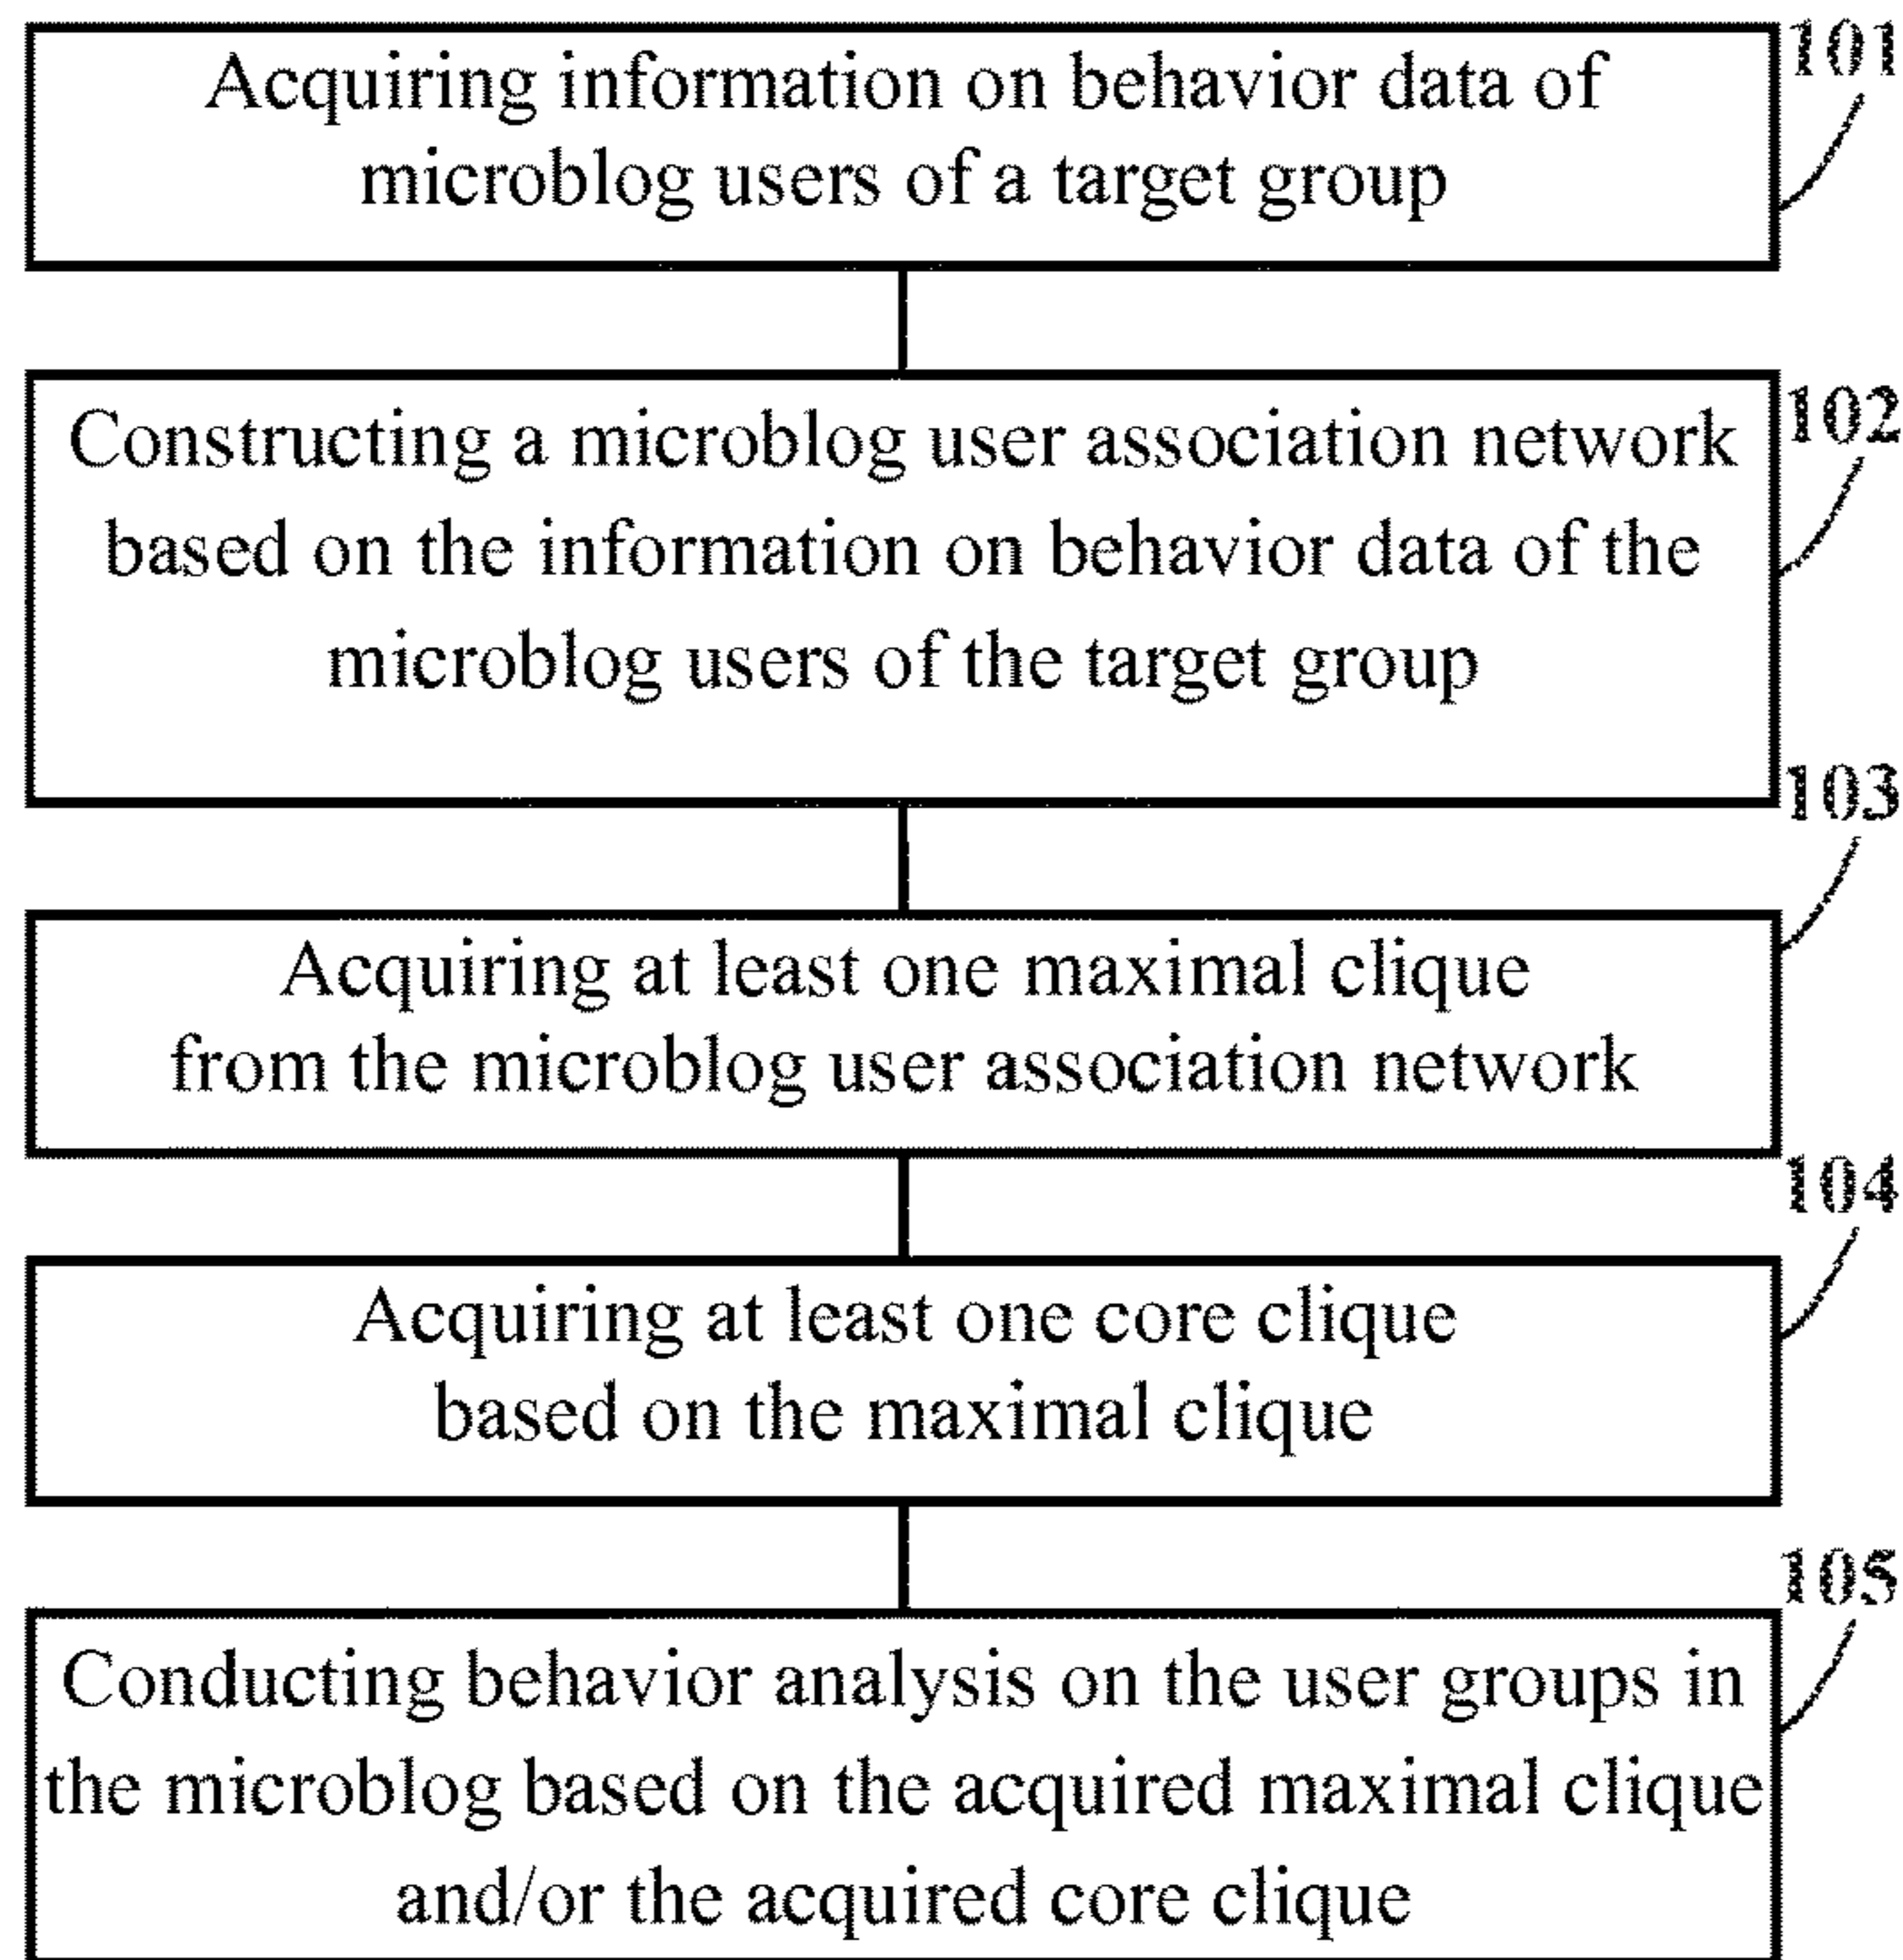 101
Acquiring information on behavior data of
microblog users of a target group
102
Constructing a microblog user association network
based on the information on behavior data of the
microblog users of the target group
103
Acquiring at least one maximal clique
from the microblog user association network
104
Acquiring at least one core clique
based on the maximal clique
105
Conducting behavior analysis on the user groups in
the microblog based on the acquired maximal clique
and/or the acquired core clique